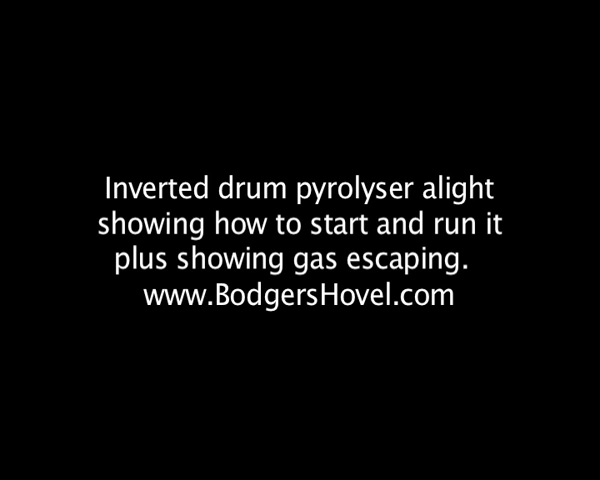 Inverted drum pyrolyser alight
showing how to start and run it
plus showing gas escaping.
www.BodgersHovel.com